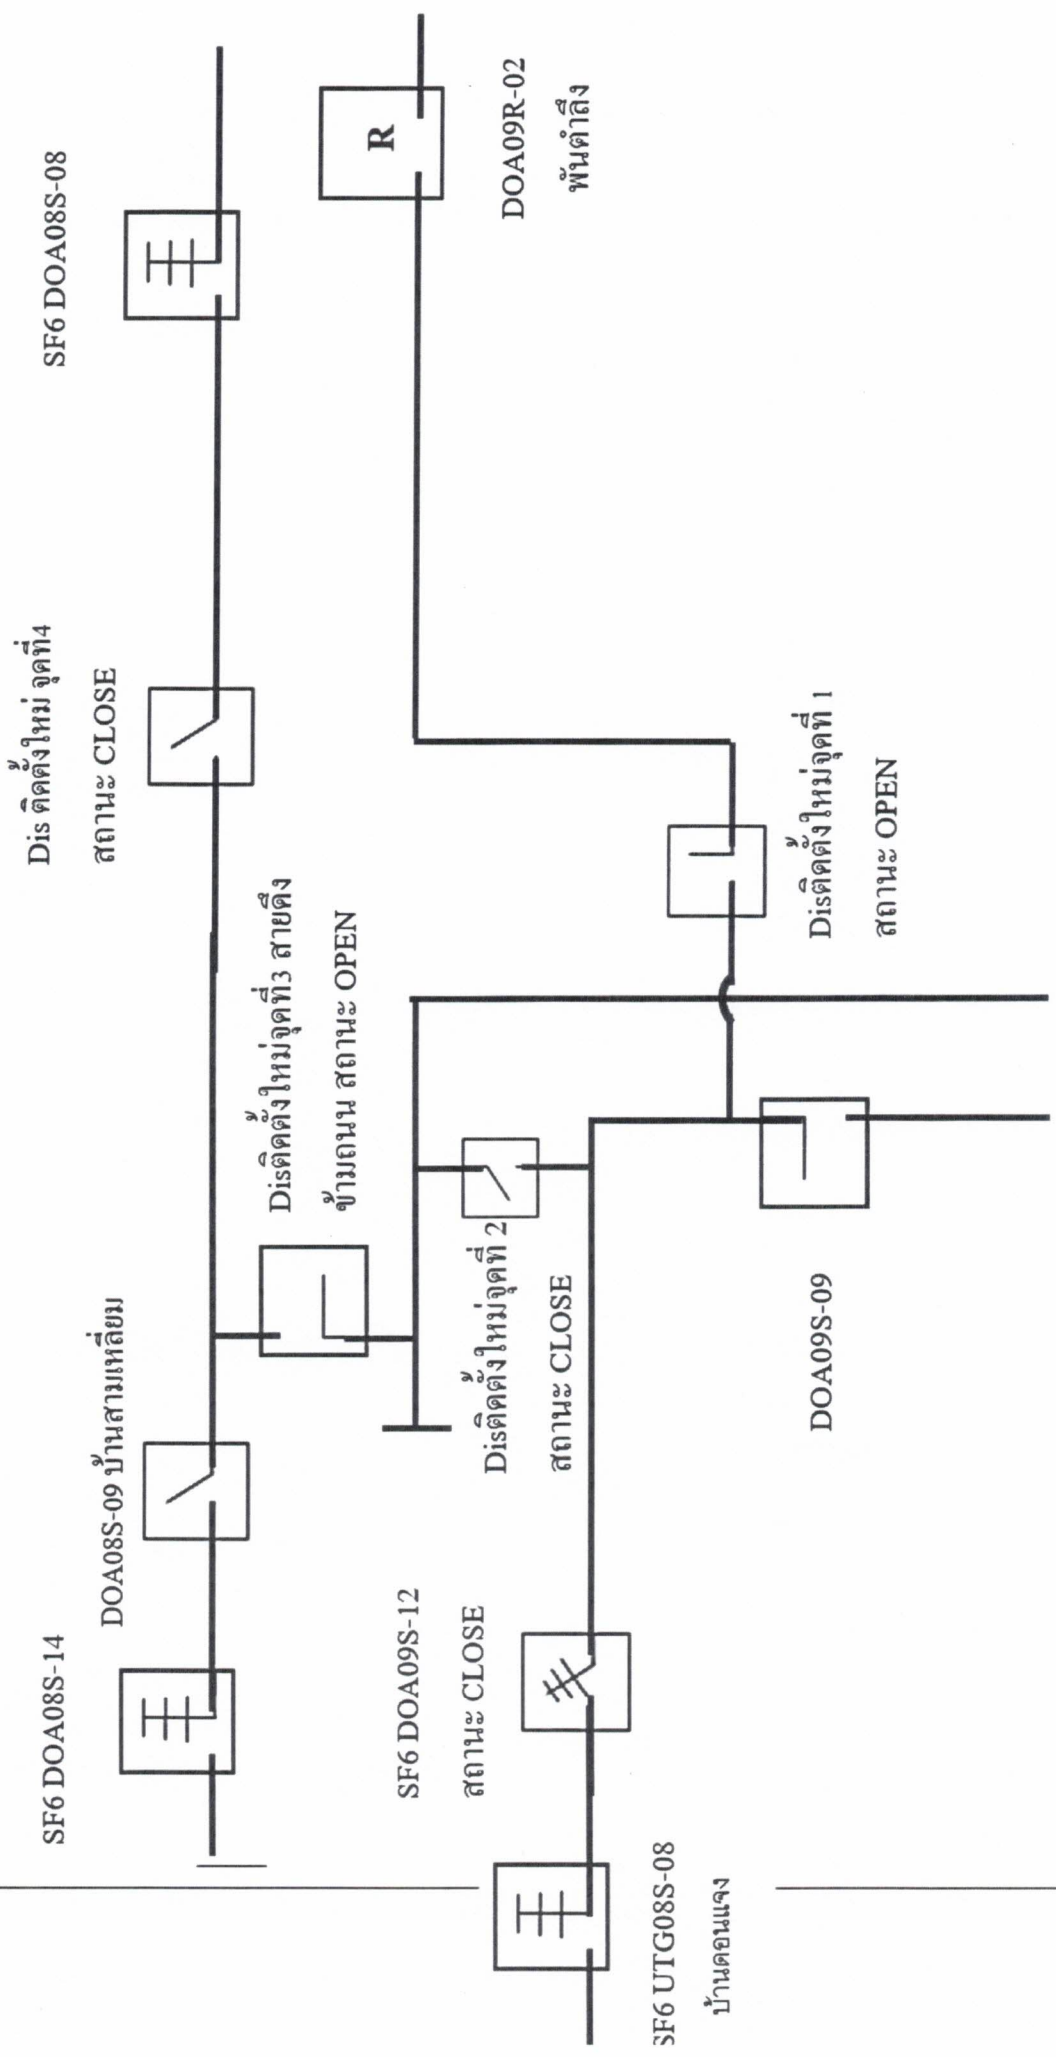 SF6 DOA08S-14
DOA08S-09 บ้านสามเหลี่ยม
Dis ติดตั้งใหม่ จุดที่4
สถานะ CLOSE
SF6 DOA08S-08
Disติดตั้งใหม่จุดที่3 สายดึง
ข้ามถนน สถานะ OPEN
R
DOA09R-02
พันดำลึง
SF6 DOA09S-12
สถานะ CLOSE
Disติดตั้งใหม่จุดที่ 2
สถานะ CLOSE
Disติดตั้งใหม่จุดที่ 1
สถานะ OPEN
SF6 UTG08S-08
บ้านดอนแจง
DOA09S-09